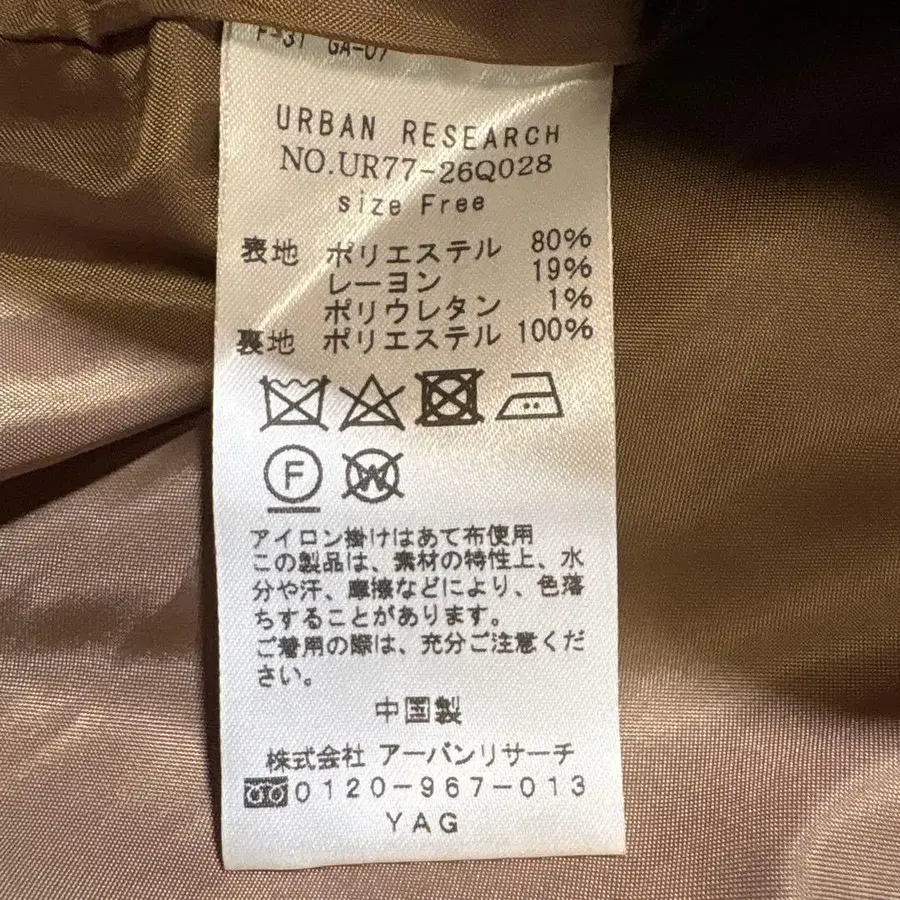 F-31 GA-07
URBAN RESEARCH
NO.UR77-26Q028
size Free
表地 ポリエステル 80%
レーヨン 19%
ポリウレタン 1%
裏地 ポリエステル 100%
F
W
アイロン掛けはあて布使用
この製品は、素材の特性上、水
分や汗、摩擦などにより、色落
ちすることがあります。
ご着用の際は、充分ご注意くだ
さい。
中国製
株式会社 アーバンリサーチ
0120-967-013
YAG